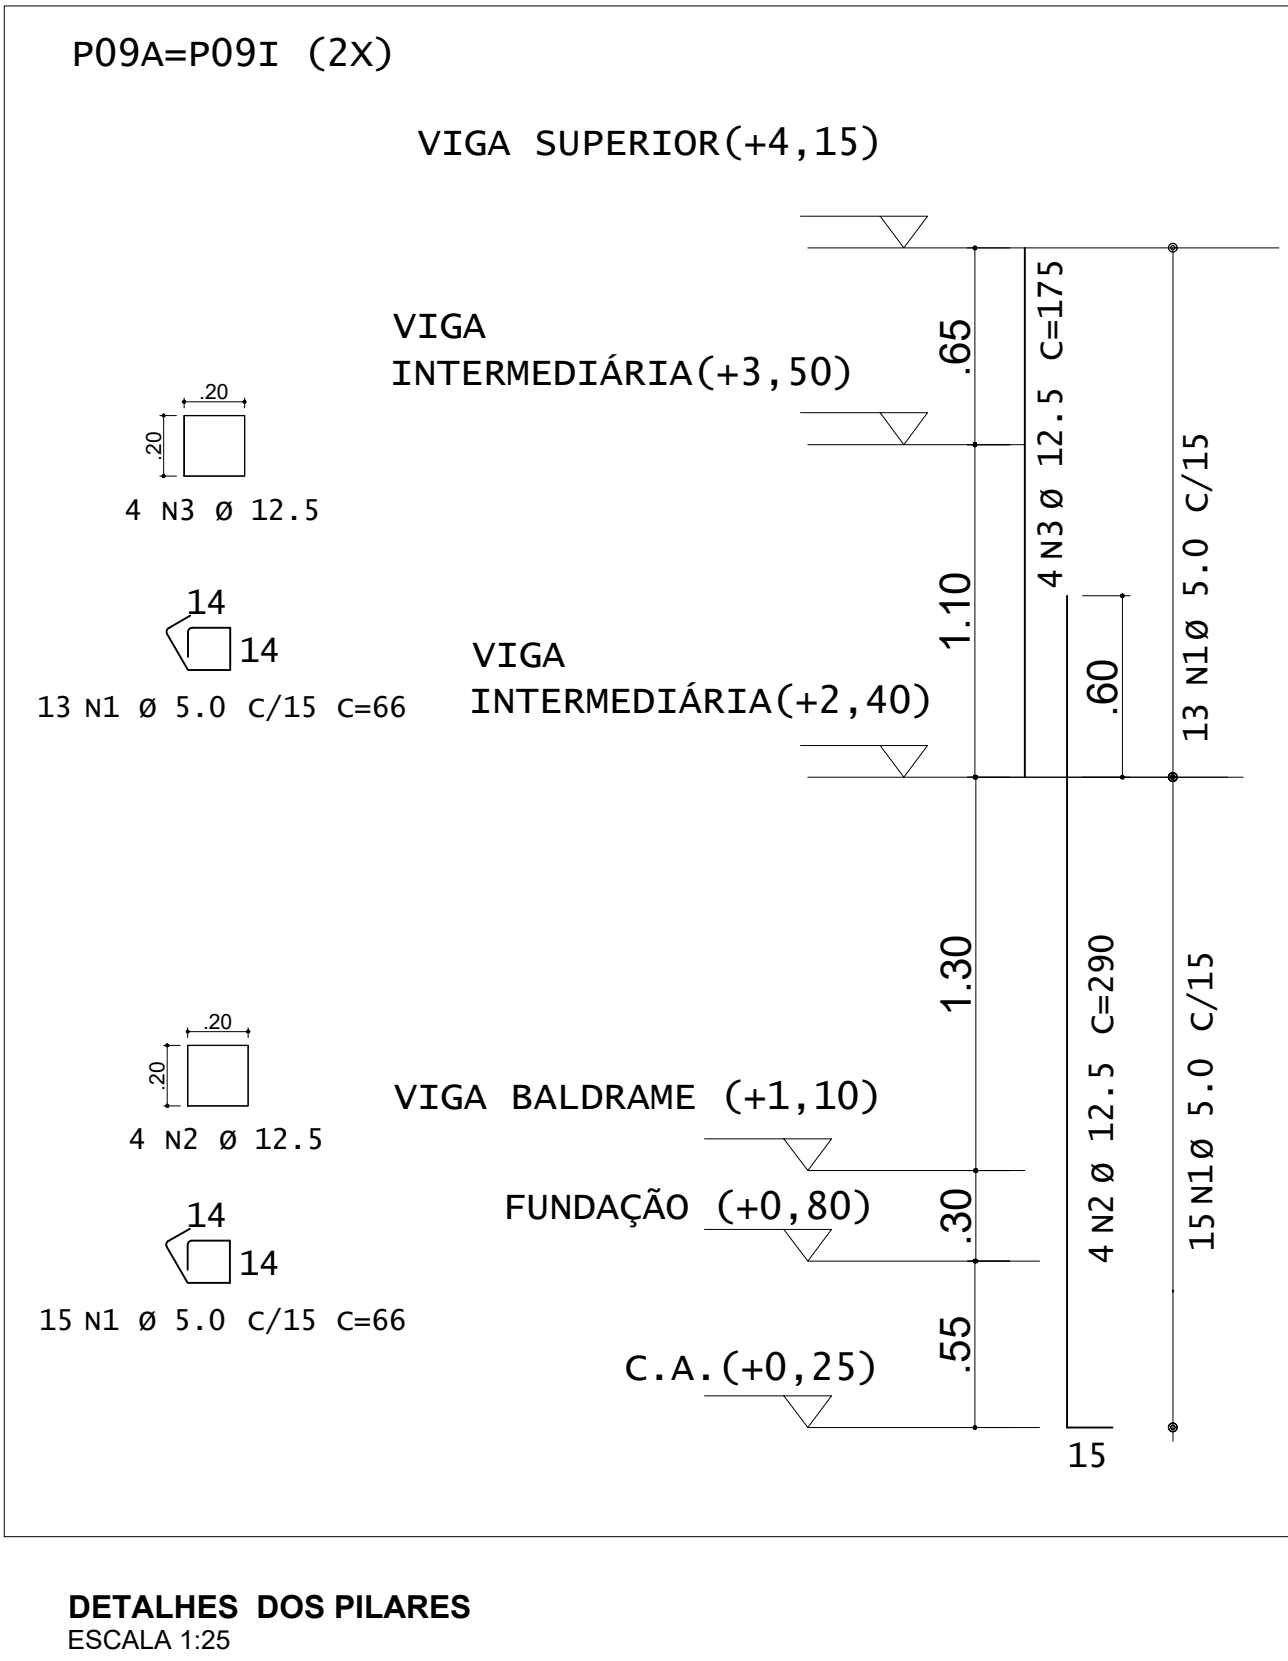 P09A=P09I (2X)
VIGA SUPERIOR(+4,15)
VIGA
INTERMEDIÁRIA(+3,50)
.65
4 N3 Ø 12.5 C=175
.20
.20
4 N3 Ø 12.5
13 N1 Ø 5.0 C/15
14
14
13 N1 Ø 5.0 C/15 C=66
1.10
VIGA
INTERMEDIÁRIA(+2,40)
.60
1.30
4 N2 Ø 12.5 C=290
15 N1 Ø 5.0 C/15
.20
.20
4 N2 Ø 12.5
VIGA BALDRAME (+1,10)
FUNDAÇÃO (+0,80)
.30
14
14
15 N1 Ø 5.0 C/15 C=66
C.A.(+0,25)
.55
15
DETALHES DOS PILARES
ESCALA 1:25